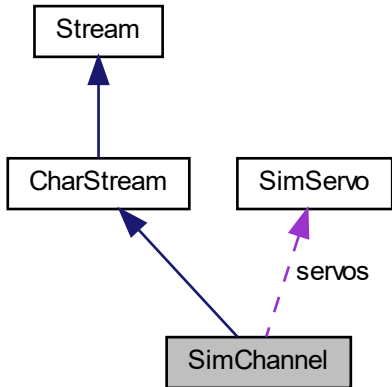 Stream
CharStream
SimServo
servos
SimChannel